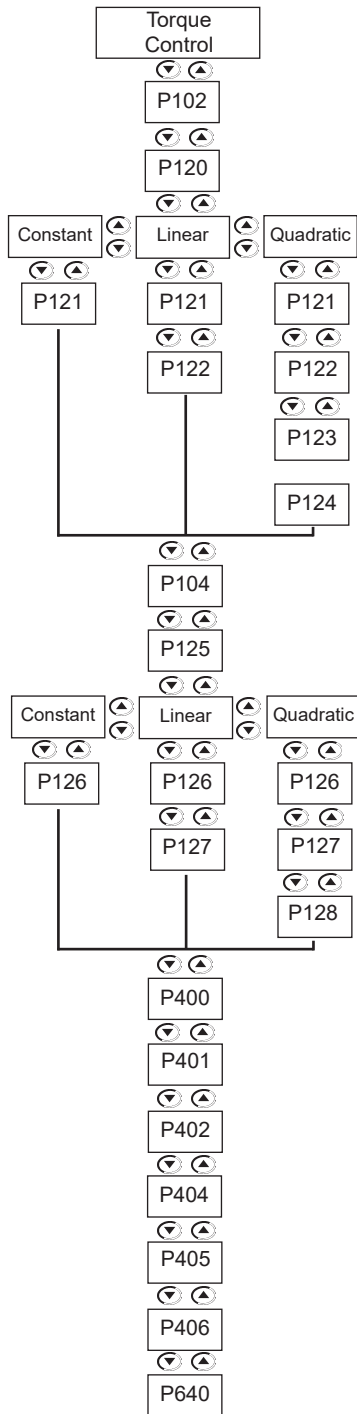 Torque
Control
P102
P120
Constant Linear Quadratic
P121 P121 P121
P122 P122
P123
P124
P104
P125
Constant Linear Quadratic
P126 P126 P126
P127 P127
P128
P400
P401
P402
P404
P405
P406
P640